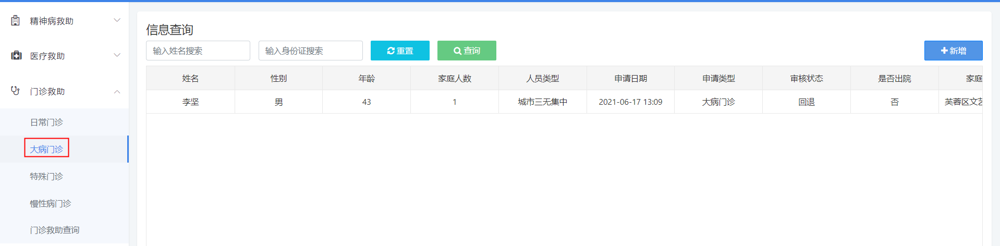 精神病救助
医疗救助
门诊救助
日常门诊
大病门诊
特殊门诊
慢性病门诊
门诊救助查询
信息查询
输入姓名搜索 输入身份证搜索 重置 查询 新增
姓名 性别 年龄 家庭人数 人员类型 申请日期 申请类型 审核状态 是否出院 家庭
李坚 男 43 1 城市三无集中 2021-06-17 13:09 大病门诊 回退 否 芙蓉区文艺